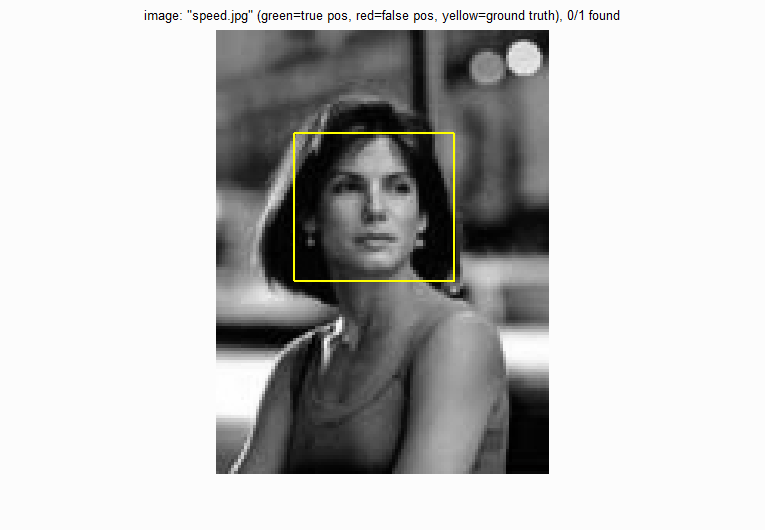 image: "speed.jpg" (green=true pos, red=false pos, yellow=ground truth), 0/1 found